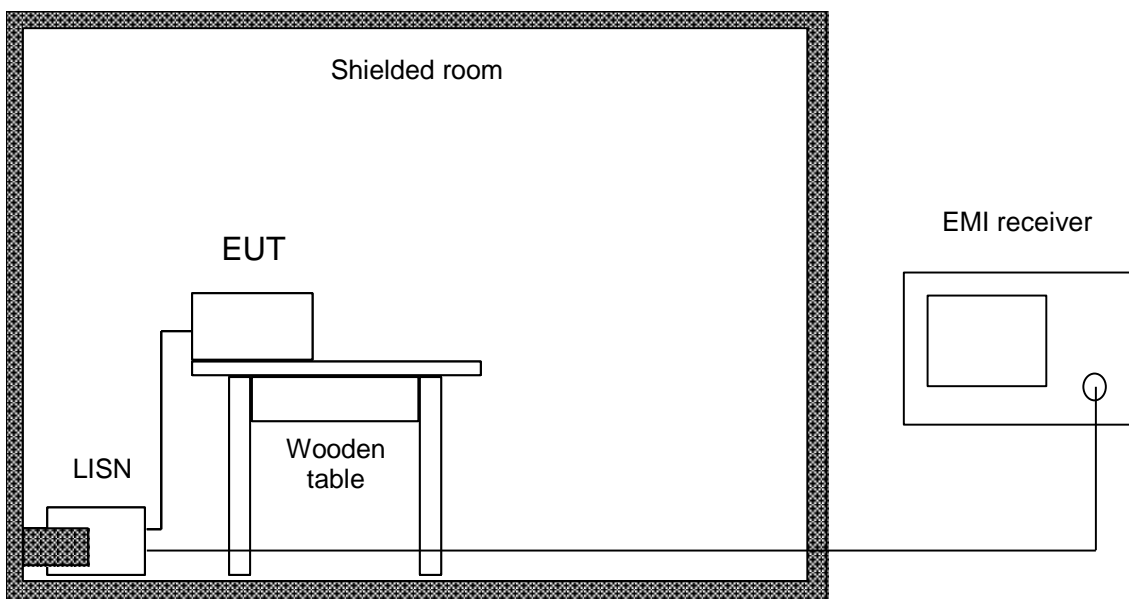 Shielded room
EMI receiver
EUT
Wooden
table
LISN